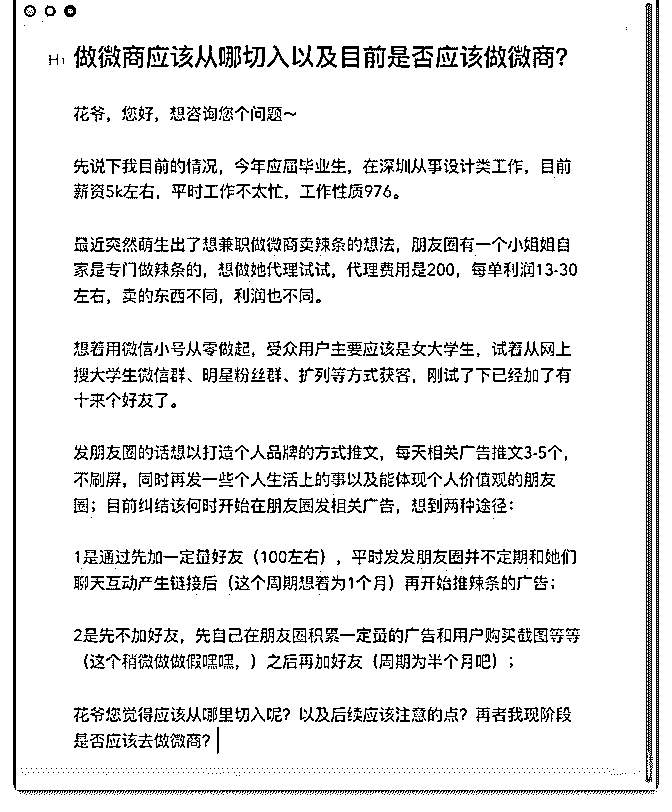 H1 做微商应该从哪切入以及目前是否应该做微商？
花爷，您好，想咨询您个问题～
先说下我目前的情况，今年应届毕业生，在深圳从事设计类工作，目前
薪资5k左右，平时工作不太忙，工作性质976。
最近突然萌生出了想兼职做微商卖辣条的想法，朋友圈有一个小姐姐自
家是专门做辣条的，想做她代理试试，代理费用是200，每单利润13-30
左右，卖的东西不同，利润也不同。
想着用微信小号从零做起，受众用户主要应该是女大学生，试着从网上
搜大学生微信群、明星粉丝群、扩列等方式获客，刚试了下已经加了有
十来个好友了。
发朋友圈的话想以打造个人品牌的方式推文，每天相关广告推文3-5个，
不刷屏，同时再发一些个人生活上的事以及能体现个人价值观的朋友
圈；目前纠结该何时开始在朋友圈发相关广告，想到两种途径：
1是通过先加一定量好友（100左右），平时发发朋友圈并不定期和她们
聊天互动产生链接后（这个周期想着为1个月）再开始推辣条的广告；
2是先不加好友，先自己在朋友圈积累一定量的广告和用户购买截图等等
（这个稍微做做假嘿嘿，）之后再加好友（周期为半个月吧）；
花爷您觉得应该从哪里切入呢？以及后续应该注意的点？再者我现阶段
是否应该去做微商？